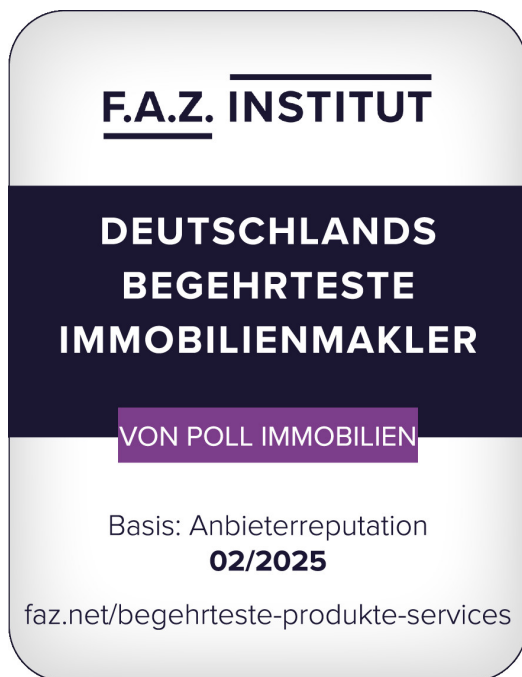 F.A.Z. INSTITUT
DEUTSCHLANDS
BEGEHRTESTE
IMMOBILIENMAKLER
VON POLL IMMOBILIEN
Basis: Anbieterreputation
02/2025
faz.net/begehrteste-produkte-services